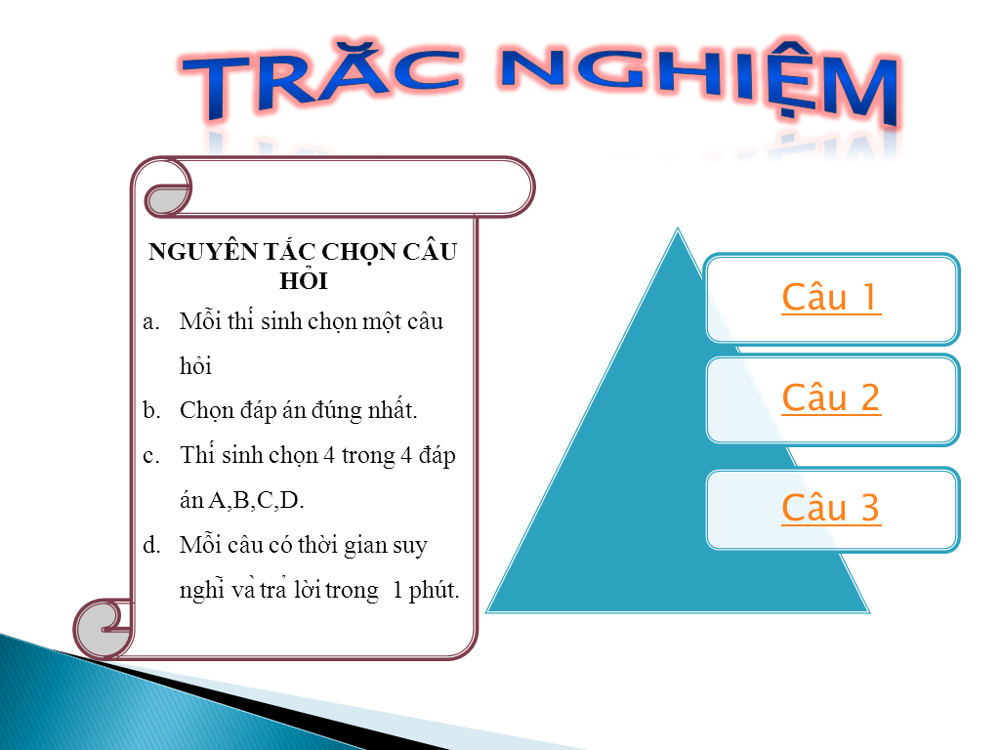 TRẮC NGHIỆM
NGUYÊN TẮC CHỌN CÂU
HỎI
a. Mỗi thí sinh chọn một câu
hỏi
b. Chọn đáp án đúng nhất.
c. Thí sinh chọn 4 trong 4 đáp
án A,B,C,D.
d. Mỗi câu có thời gian suy
nghĩ và trả lời trong 1 phút.
Câu 1
Câu 2
Câu 3